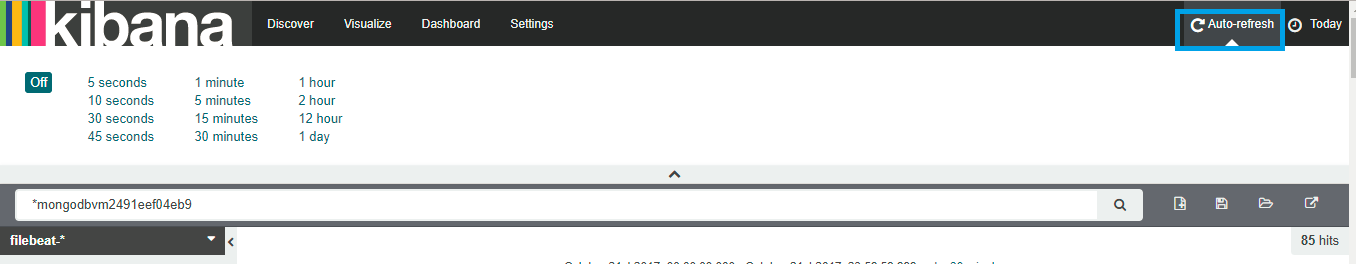 kibana Discover Visualize Dashboard Settings Auto-refresh Today
Off 5 seconds 1 minute 1 hour
10 seconds 5 minutes 2 hour
30 seconds 15 minutes 12 hour
45 seconds 30 minutes 1 day
*mongodbvm2491eef04eb9
filebeat-* 85 hits